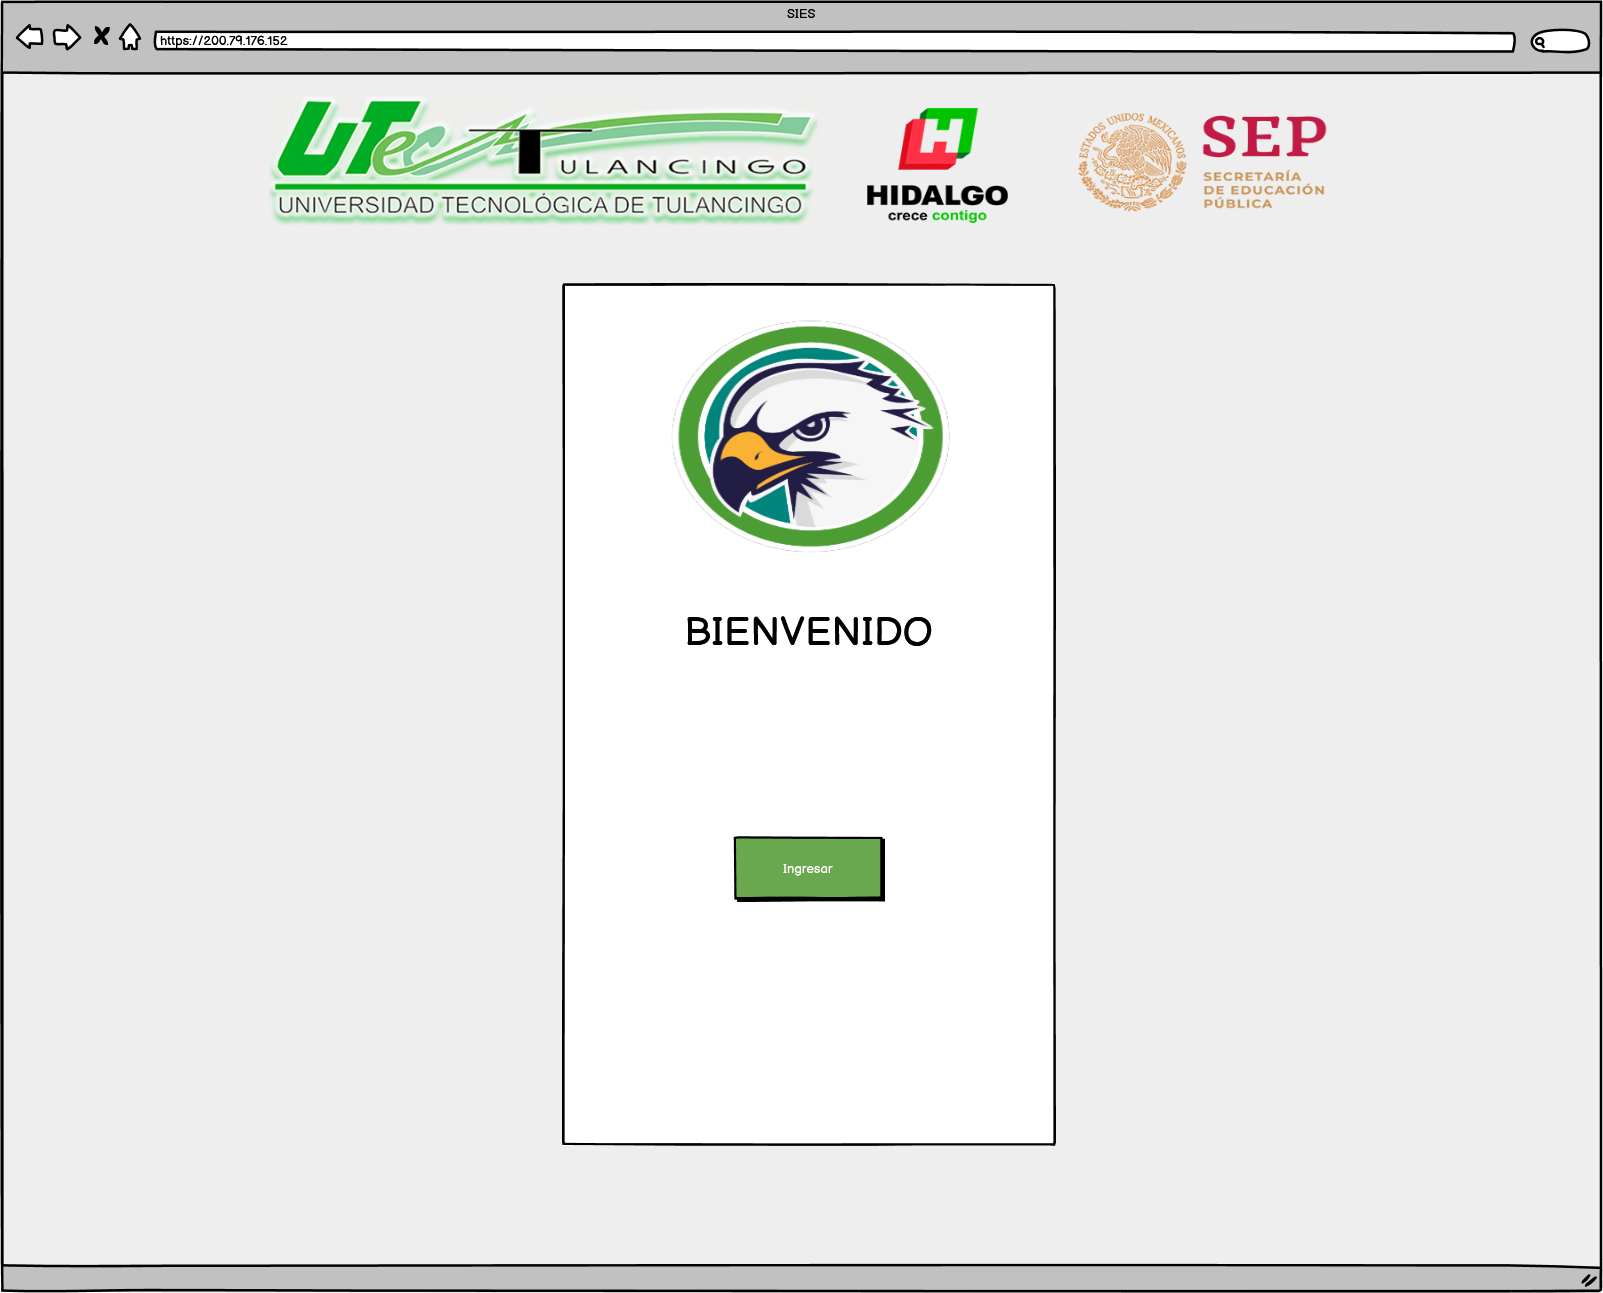 SIES
https://200.79.176.152
UTec Tulancingo
UNIVERSIDAD TECNOLÓGICA DE TULANCINGO
H
HIDALGO
crece contigo
ESTADOS UNIDOS MEXICANOS
SEP
SECRETARÍA
DE EDUCACIÓN
PÚBLICA
BIENVENIDO
Ingresar